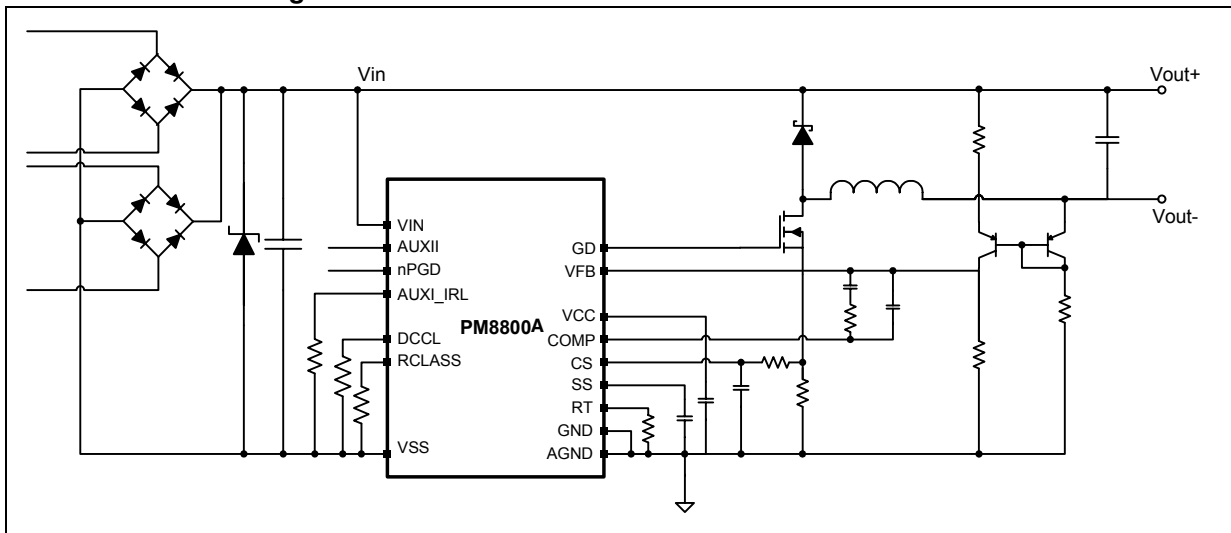 g
Vin
Vout+
Vout-
VIN
AUXII
nPGD
AUXI_IRL
DCCL
RCLASS
VSS
PM8800A
GD
VFB
VCC
COMP
CS
SS
RT
GND
AGND